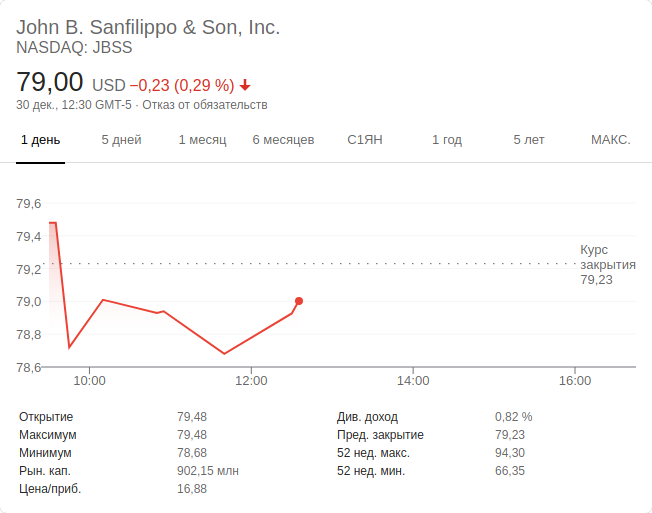 John B. Sanfilippo & Son, Inc.
NASDAQ: JBSS
79,00 USD −0,23 (0,29 %)
30 дек., 12:30 GMT-5 · Отказ от обязательств
1 день 5 дней 1 месяц 6 месяцев С1ЯН 1 год 5 лет МАКС.
79,6
79,4
79,2
79,0
78,8
78,6
Курс
закрытия
79,23
10:00 12:00 14:00 16:00
Открытие 79,48 Див. доход 0,82 %
Максимум 79,48 Пред. закрытие 79,23
Минимум 78,68 52 нед. макс. 94,30
Рын. кап. 902,15 млн 52 нед. мин. 66,35
Цена/приб. 16,88